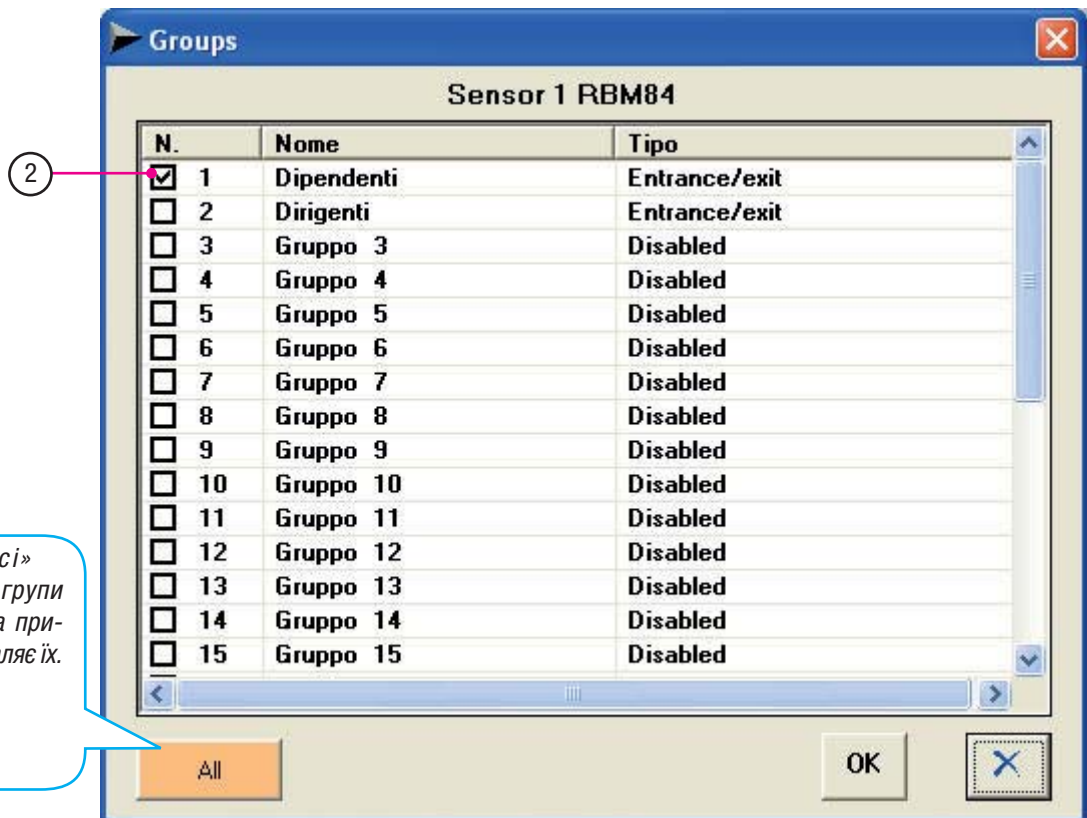 Groups
Sensor 1 RBM84
N. Nome Tipo
1 Dipendenti Entrance/exit
2 Dirigenti Entrance/exit
3 Gruppo 3 Disabled
4 Gruppo 4 Disabled
5 Gruppo 5 Disabled
6 Gruppo 6 Disabled
7 Gruppo 7 Disabled
8 Gruppo 8 Disabled
9 Gruppo 9 Disabled
10 Gruppo 10 Disabled
11 Gruppo 11 Disabled
12 Gruppo 12 Disabled
13 Gruppo 13 Disabled
14 Gruppo 14 Disabled
15 Gruppo 15 Disabled
All OK
2
групи
при-
їх.